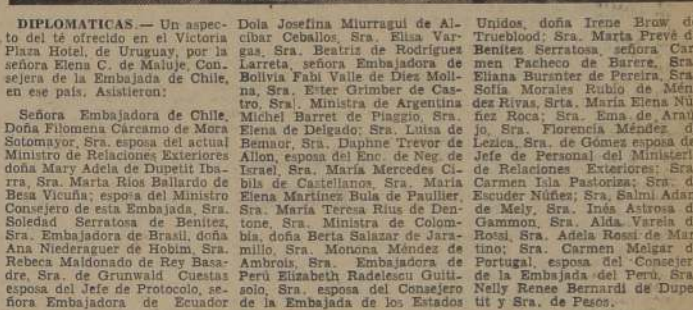 DIPLOMATICAS.— Un aspec-
to del té ofrecido en el Victoria
Plaza Hotel, de Uruguay, por la
señora Elena C. de Maluje, Con-
sejera de la Embajada de Chile,
en ese país. Asistieron:
Señora Embajadora de Chile,
Doña Filomena Cárcamo de Mora
Sotomayor, Sra. esposa del actual
Ministro de Relaciones Exteriores
doña Mary Adela de Dupetit Iba-
rra, Sra. Marta Ríos Ballardo de
Besa Vicuña; esposa del Ministro
Consejero de esta Embajada, Sra.
Soledad Serratosa de Benítez,
Sra. Embajadora de Brasil, doña
Ana Niederaguer de Hobim, Sra.
Rebeca Maldonado de Rey Basa-
dre, Sra. de Grunwald Cuestas
esposa del Jefe de Protocolo, se-
ñora Embajadora de Ecuador
Dola Josefina Miurragui de Al-
cíbar Ceballos, Sra. Elisa Var-
gas, Sra. Beatriz de Rodríguez
Larreta, señora Embajadora de
Bolivia Fabi Valle de Diez Moli-
na, Sra. Ester Grimber de Cas-
tro, Sra. Ministra de Argentina
Michel Barret de Piaggio, Sra.
Elena de Delgado; Sra. Luisa de
Bemaor, Sra. Daphne Trevor de
Allon, esposa del Enc. de Neg. de
Israel, Sra. María Mercedes Ci-
bils de Castellanos, Sra. María
Elena Martínez Bula de Paullier,
Sra. María Teresa Rius de Den-
tone, Sra. Ministra de Colom-
bia, doña Berta Salazar de Jara-
millo, Sra. Monona Méndez de
Ambrois, Sra. Embajadora de
Perú Elizabeth Radelescu Guiti-
solo, Sra. esposa del Consejero
de la Embajada de los Estados
Unidos, doña Irene Brow d
Trueblood; Sra. Marta Prevé d
Benítez Serratosa, señora Car
men Pacheco de Barere, Sra.
Eliana Bursnter de Pereira, Sra
Sofía Morales Rubio de Mén
dez Rivas, Srta. María Elena Nú
ñez Roca; Sra. Ema de Arau
jo, Sra. Florencia Méndez
Lezica, Sra. de Gómez esposa de
Jefe de Personal del Ministeri
de Relaciones Exteriores; Sra
Carmen Isla Pastoriza; Sra. d
Escuder Núñez; Sra. Salmi Adam
de Mely, Sra. Inés Astrosa d
Gammon, Sra. Alda Varela d
Rossi, Sra. Adela Rossi de Mar
tino; Sra. Carmen Melgar
Portugal, esposa del Consejer
de la Embajada del Perú, Sra
Nelly Renee Bernardi de Dupe
tit y Sra. de Pesos.